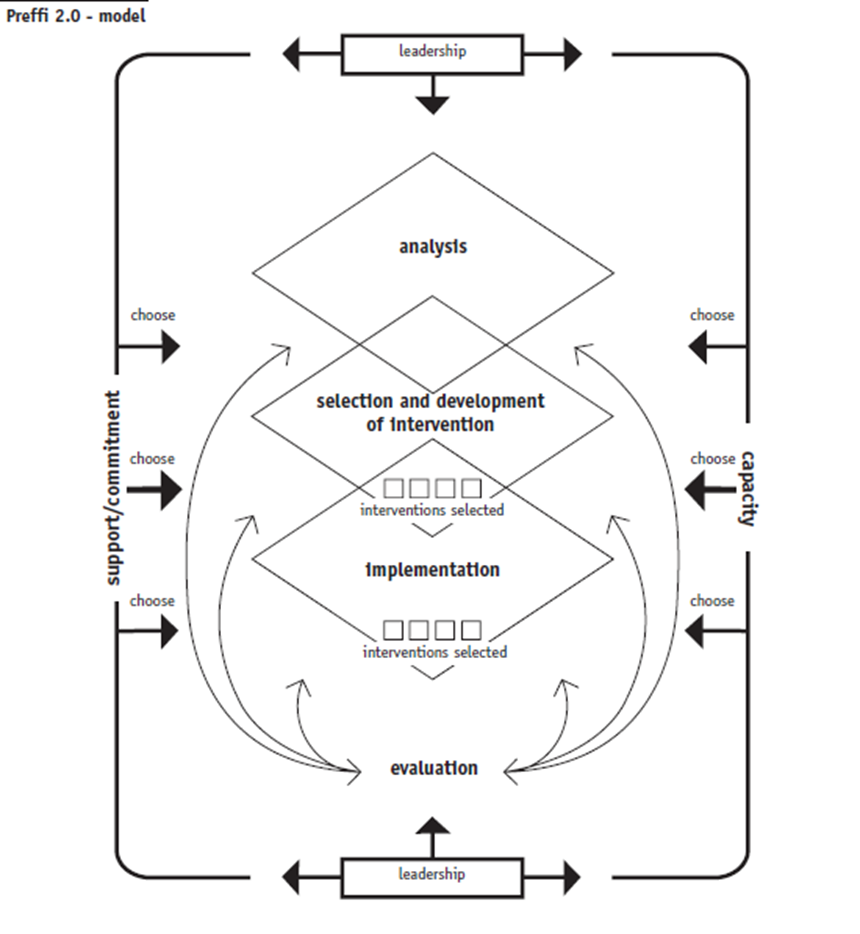 Preffi 2.0 - model
leadership
analysis
choose
choose
selection and development
of intervention
support/commitment
capacity
choose
choose
interventions selected
implementation
choose
choose
interventions selected
evaluation
leadership